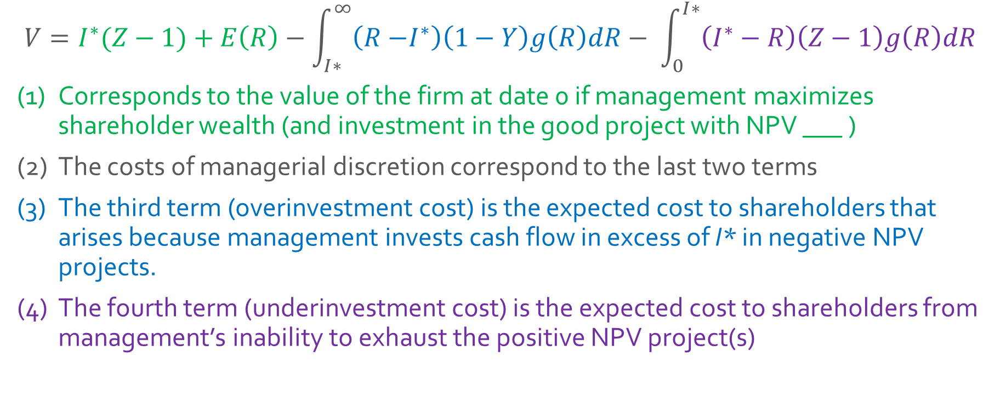 V = I*(Z − 1) + E(R) − ∫_{I*}^{∞} (R −I*)(1 − Y)g(R)dR − ∫_{0}^{I*} (I* − R)(Z − 1)g(R)dR
(1) Corresponds to the value of the firm at date 0 if management maximizes
shareholder wealth (and investment in the good project with NPV ___ )
(2) The costs of managerial discretion correspond to the last two terms
(3) The third term (overinvestment cost) is the expected cost to shareholders that
arises because management invests cash flow in excess of I* in negative NPV
projects.
(4) The fourth term (underinvestment cost) is the expected cost to shareholders from
management’s inability to exhaust the positive NPV project(s)